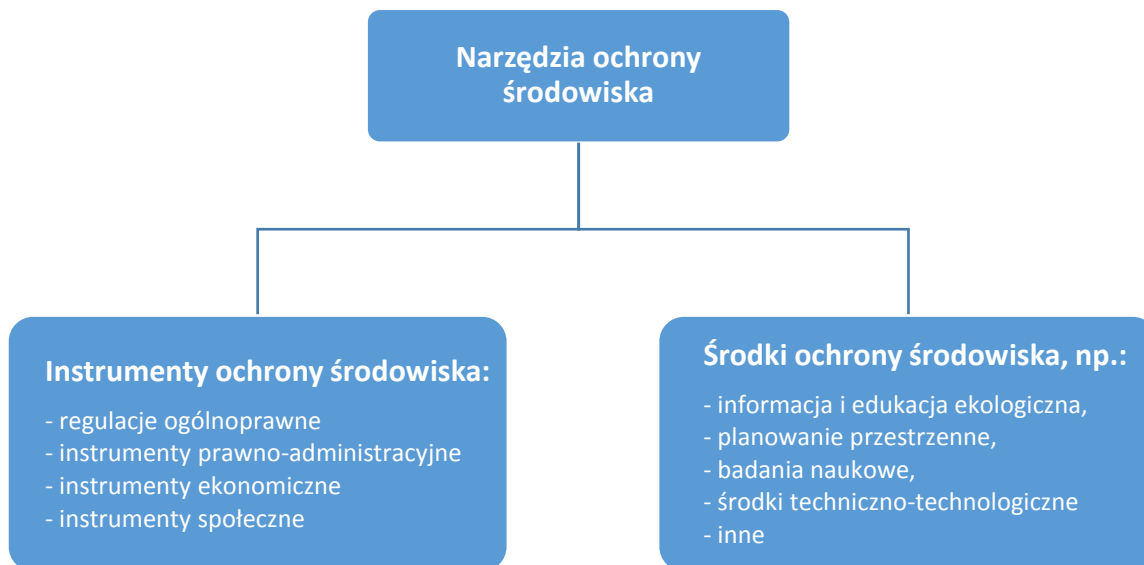 Narzędzia ochrony
środowiska
Instrumenty ochrony środowiska:
- regulacje ogólnoprawne
- instrumenty prawno-administracyjne
- instrumenty ekonomiczne
- instrumenty społeczne
Środki ochrony środowiska, np.:
- informacja i edukacja ekologiczna,
- planowanie przestrzenne,
- badania naukowe,
- środki techniczno-technologiczne
- inne